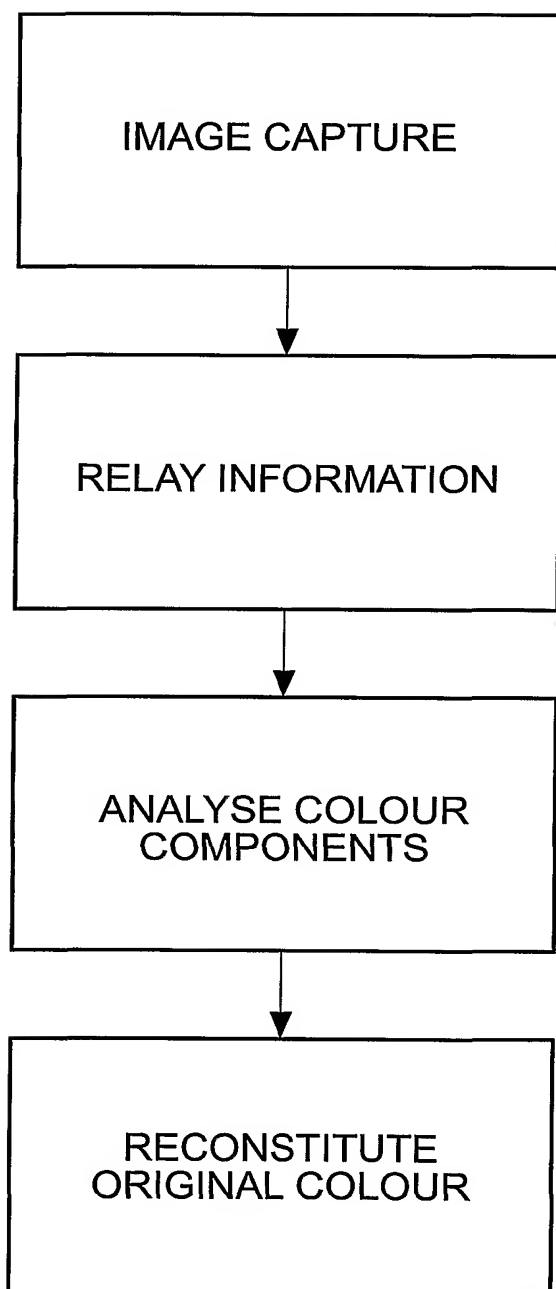 IMAGE CAPTURE
RELAY INFORMATION
ANALYSE COLOUR
COMPONENTS
RECONSTITUTE
ORIGINAL COLOUR